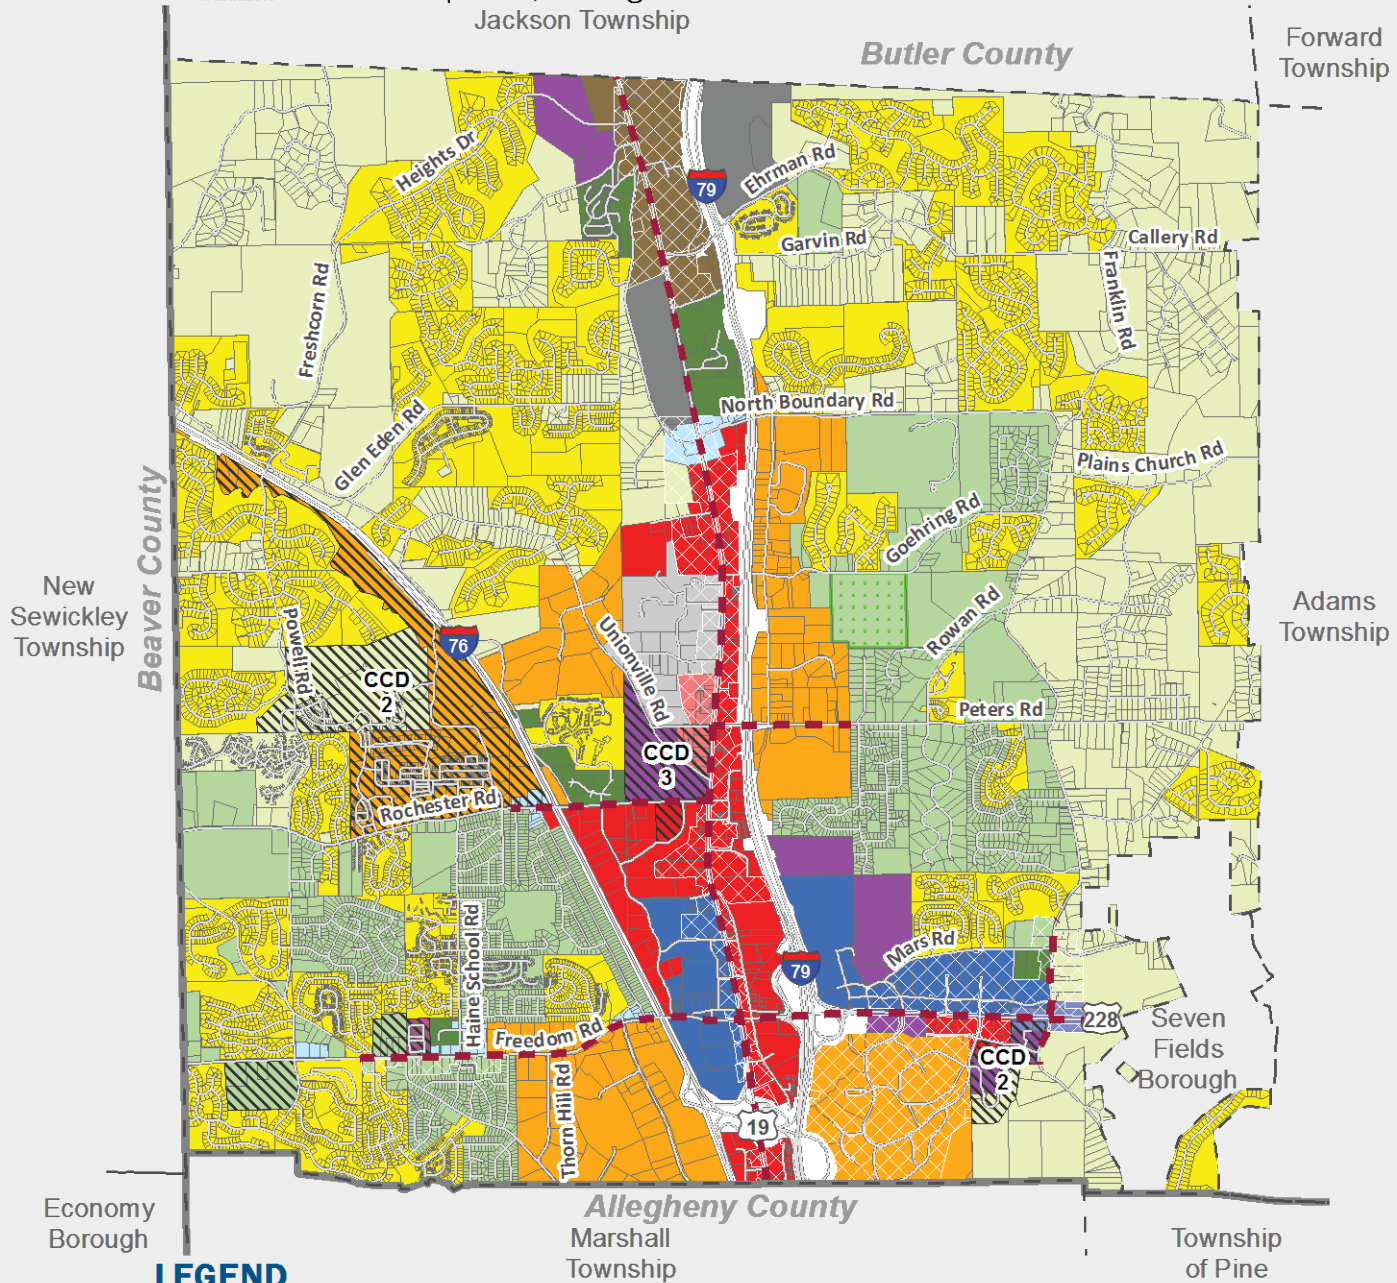 Jackson Township
Butler County
Forward
Township
Heights Dr
79
Ehrman Rd
Garvin Rd
Callery Rd
Franklin Rd
Freshcorn Rd
North Boundary Rd
Glen Eden Rd
Plains Church Rd
Beaver County
Goehring Rd
New
Sewickley
Township
Adams
Township
Powell Rd
76
Unionville Rd
Rowan Rd
CCD
2
Peters Rd
CCD
3
Rochester Rd
Haine School Rd
Mars Rd
79
228
Freedom Rd
Seven
Fields
Borough
CCD
2
Thorn Hill Rd
19
Economy
Borough
Allegheny County
Marshall
Township
Township
of Pine
LEGEND